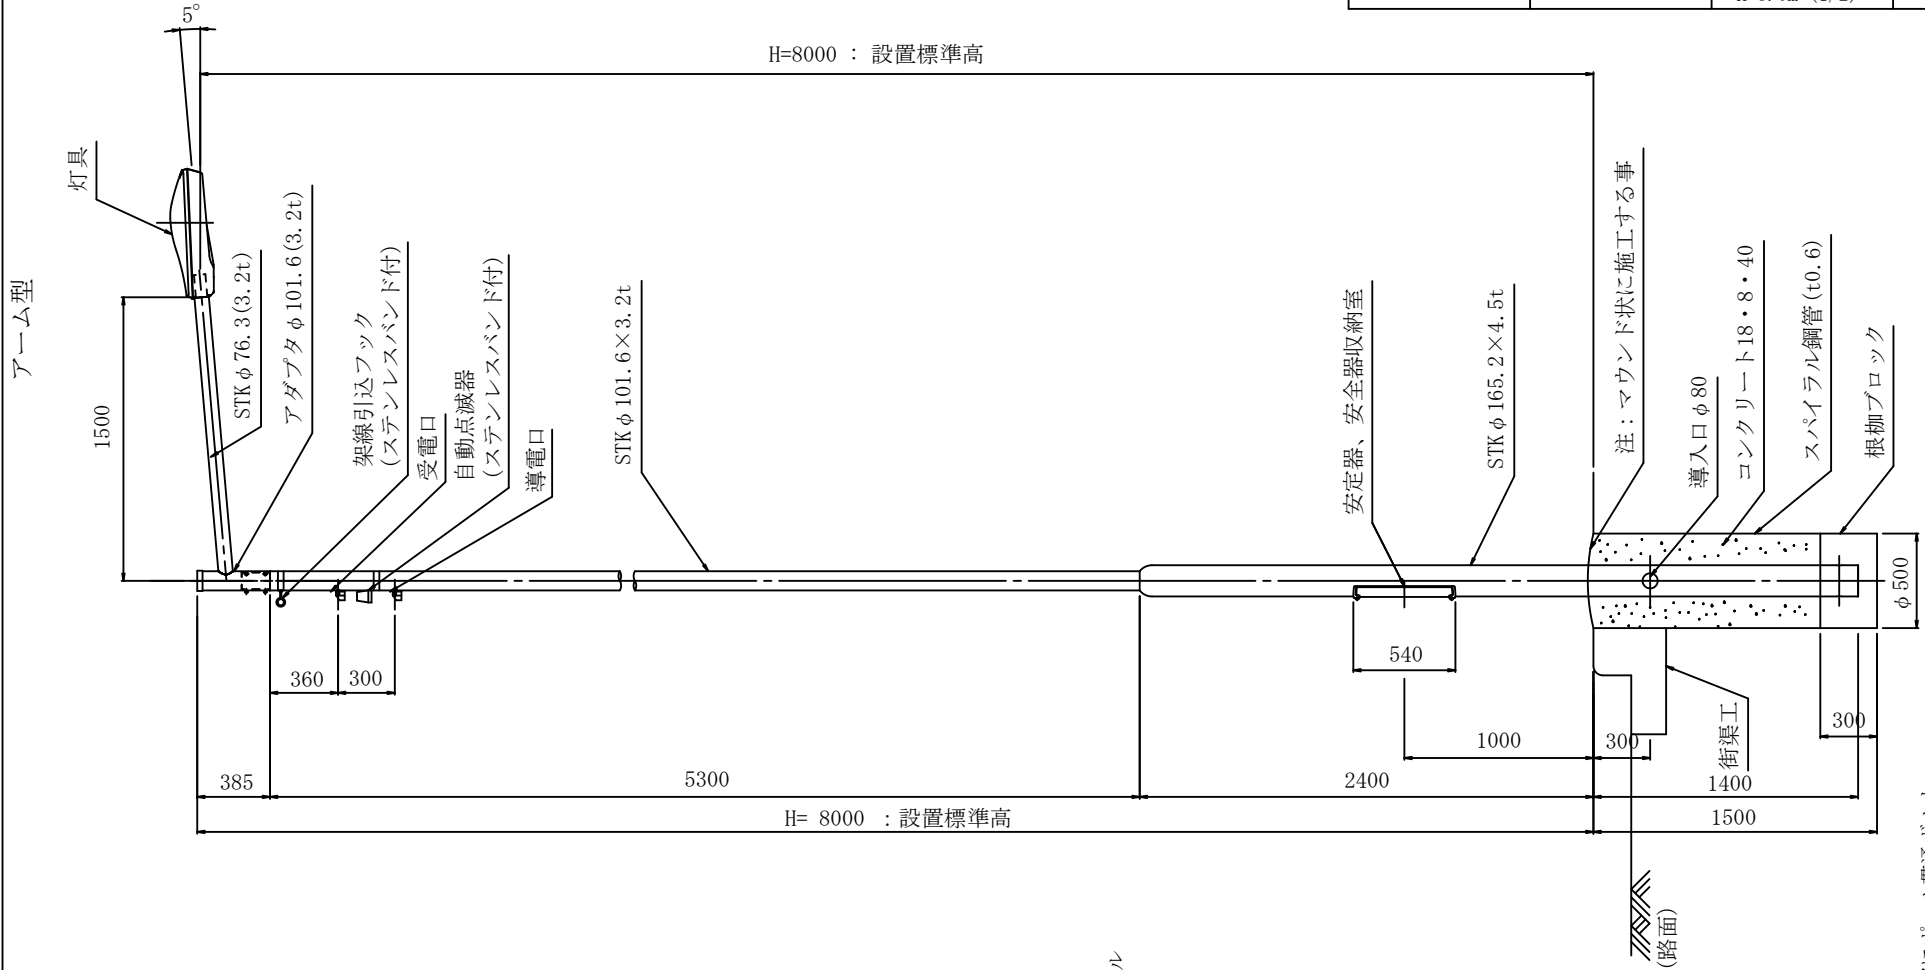 5°
H=8000 : 設置標準高
アーム型
灯具
1500
STKφ76.3(3.2t)
アダプタφ101.6(3.2t)
架線引込フック
(ステンレスバンド付)
受電口
自動点滅器
(ステンレスバンド付)
導電口
STKφ101.6×3.2t
安定器、安全器収納室
STKφ165.2×4.5t
注：マウンド状に施工する事
導入口φ80
コンクリート18・8・40
スパイラル鋼管(t0.6)
根枷ブロック
φ500
360
300
540
1000
300
街渠工
300
385
5300
2400
1400
H= 8000 : 設置標準高
1500
(路面)
ル